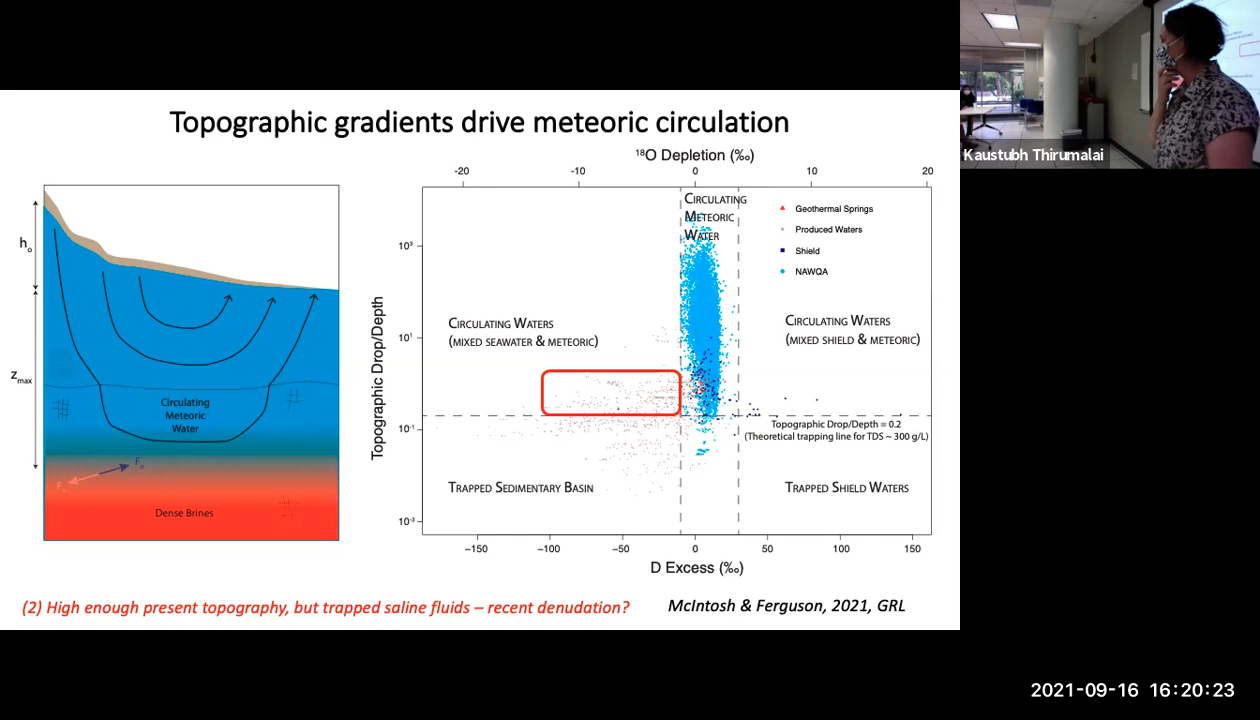 Topographic gradients drive meteoric circulation
Kaustubh Thirumalai
h₀
zmax
Circulating
Meteoric
Water
Dense Brines
¹⁸O Depletion (‰)
-20 -10 0 10 20
Circulating
Meteoric
Water
Geothermal Springs
Produced Waters
Shield
NAWQA
Circulating Waters
(mixed seawater & meteoric)
Circulating Waters
(mixed shield & meteoric)
Topographic Drop/Depth
10³
10¹
10⁻¹
10⁻³
Topographic Drop/Depth = 0.2
(Theoretical trapping line for TDS ~ 300 g/L)
Trapped Sedimentary Basin
Trapped Shield Waters
−150 −100 −50 0 50 100 150
D Excess (‰)
(2) High enough present topography, but trapped saline fluids – recent denudation?
McIntosh & Ferguson, 2021, GRL
2021-09-16 16:20:23